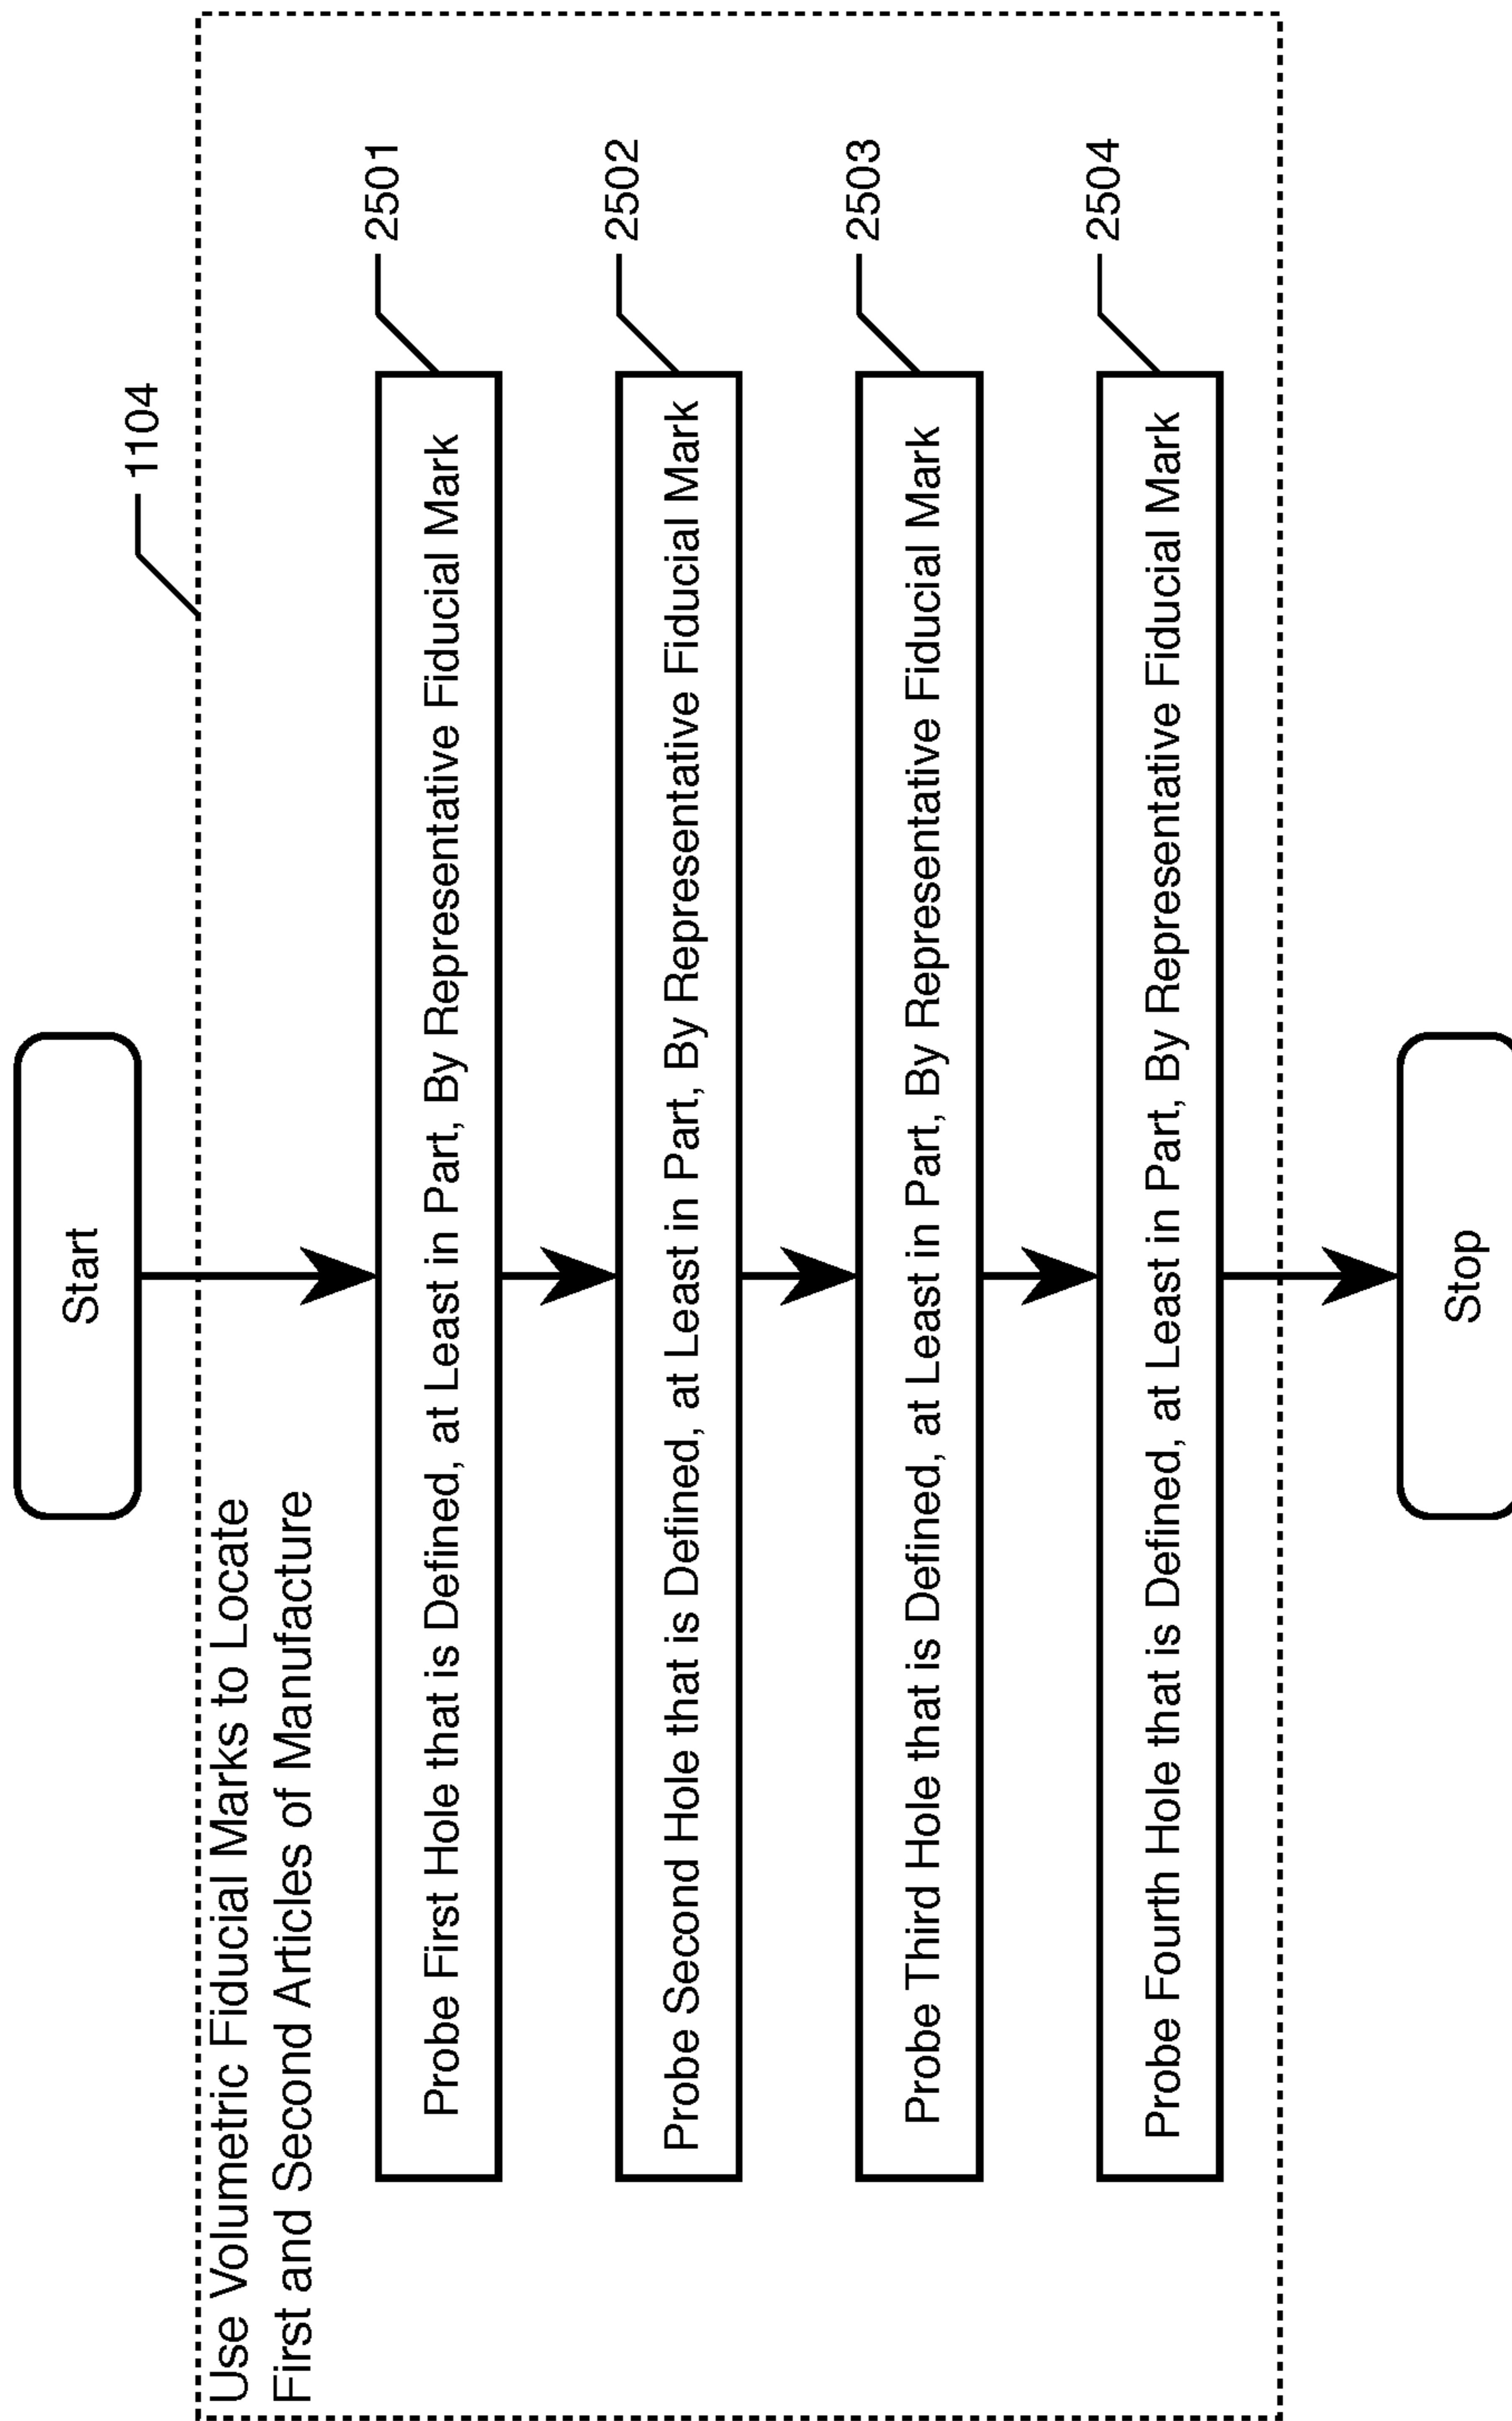 Start
1104
Use Volumetric Fiducial Marks to Locate
First and Second Articles of Manufacture
2501
Probe First Hole that is Defined, at Least in Part, By Representative Fiducial Mark
2502
Probe Second Hole that is Defined, at Least in Part, By Representative Fiducial Mark
2503
Probe Third Hole that is Defined, at Least in Part, By Representative Fiducial Mark
2504
Probe Fourth Hole that is Defined, at Least in Part, By Representative Fiducial Mark
Stop